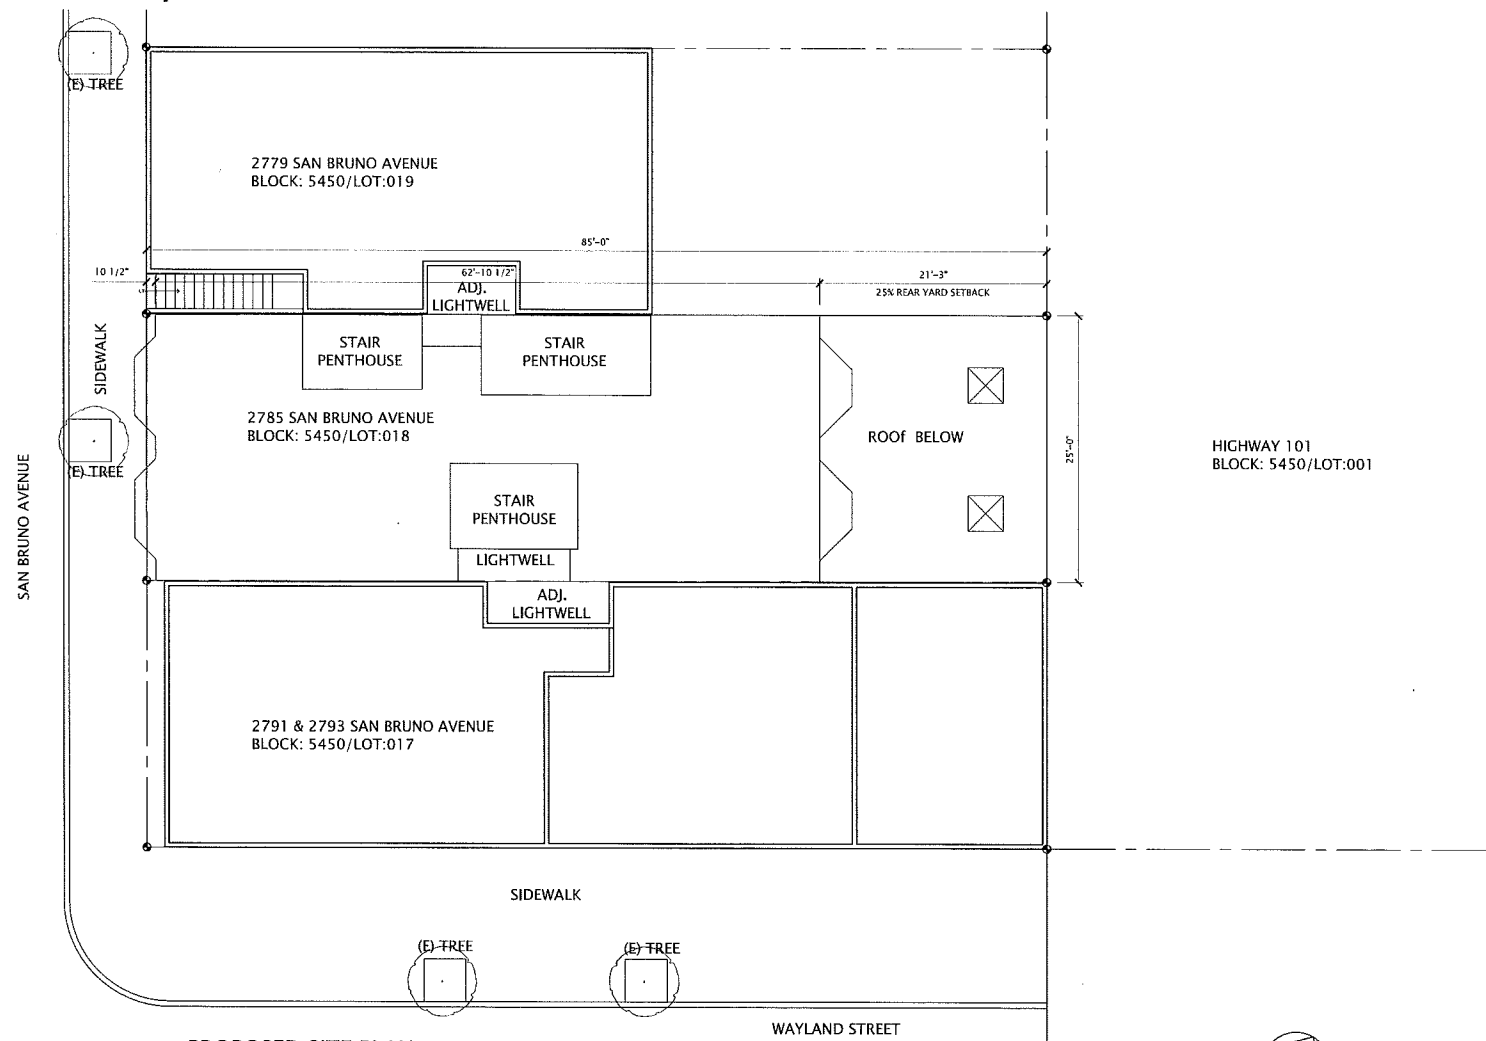 (E) TREE
2779 SAN BRUNO AVENUE
BLOCK: 5450/LOT:019
85'-0"
10 1/2"
62'-10 1/2"
21'-3"
25% REAR YARD SETBACK
ADJ.
LIGHTWELL
SIDEWALK
STAIR
PENTHOUSE
STAIR
PENTHOUSE
2785 SAN BRUNO AVENUE
BLOCK: 5450/LOT:018
ROOf BELOW
25'-0"
HIGHWAY 101
BLOCK: 5450/LOT:001
(E) TREE
SAN BRUNO AVENUE
STAIR
PENTHOUSE
LIGHTWELL
ADJ.
LIGHTWELL
2791 & 2793 SAN BRUNO AVENUE
BLOCK: 5450/LOT:017
SIDEWALK
(E) TREE
(E) TREE
WAYLAND STREET